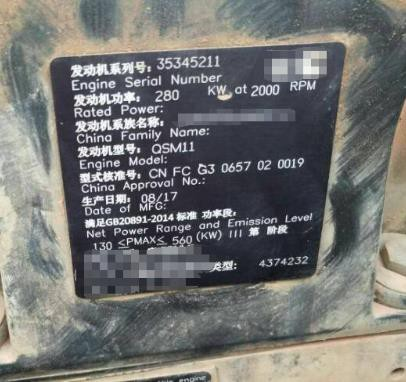 发动机系列号: 35345211
Engine Serial Number
发动机功率: 280 KW at 2000 RPM
Rated Power:
发动机系族名称:
China Family Name:
发动机型号: QSM11
Engine Model:
型式核准号: CN FC G3 0657 02 0019
China Approval No.:
生产日期: 08/17
Date of MFG:
满足GB20891-2014 标准 功率段:
Net Power Range and Emission Level
130 ≤PMAX≤ 560 (KW) III 第 阶段
类型: 4374232
engine